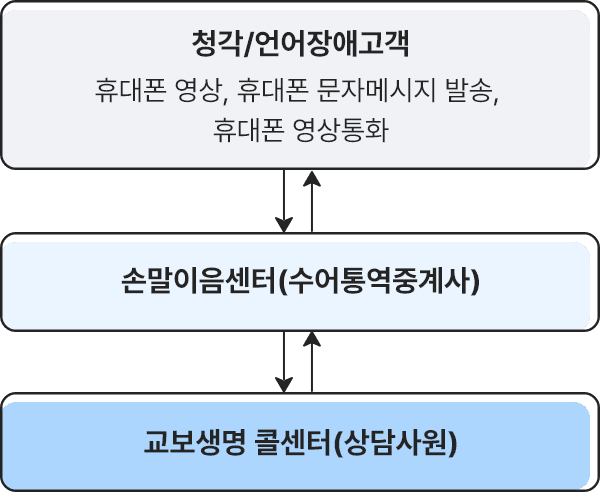 청각/언어장애고객
휴대폰 영상, 휴대폰 문자메시지 발송,
휴대폰 영상통화
손말이음센터(수어통역중계사)
교보생명 콜센터(상담사원)